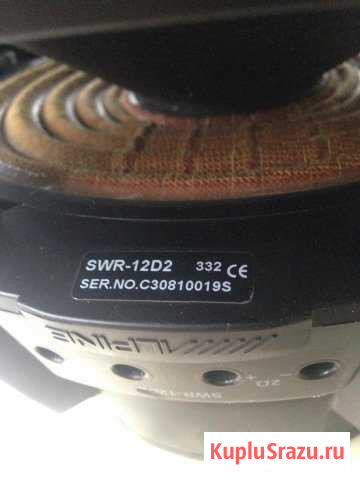 SWR-12D2 332 CE
SER.NO.C30810019S
ALPINE
− 2Ω +
KupluSrazu.ru